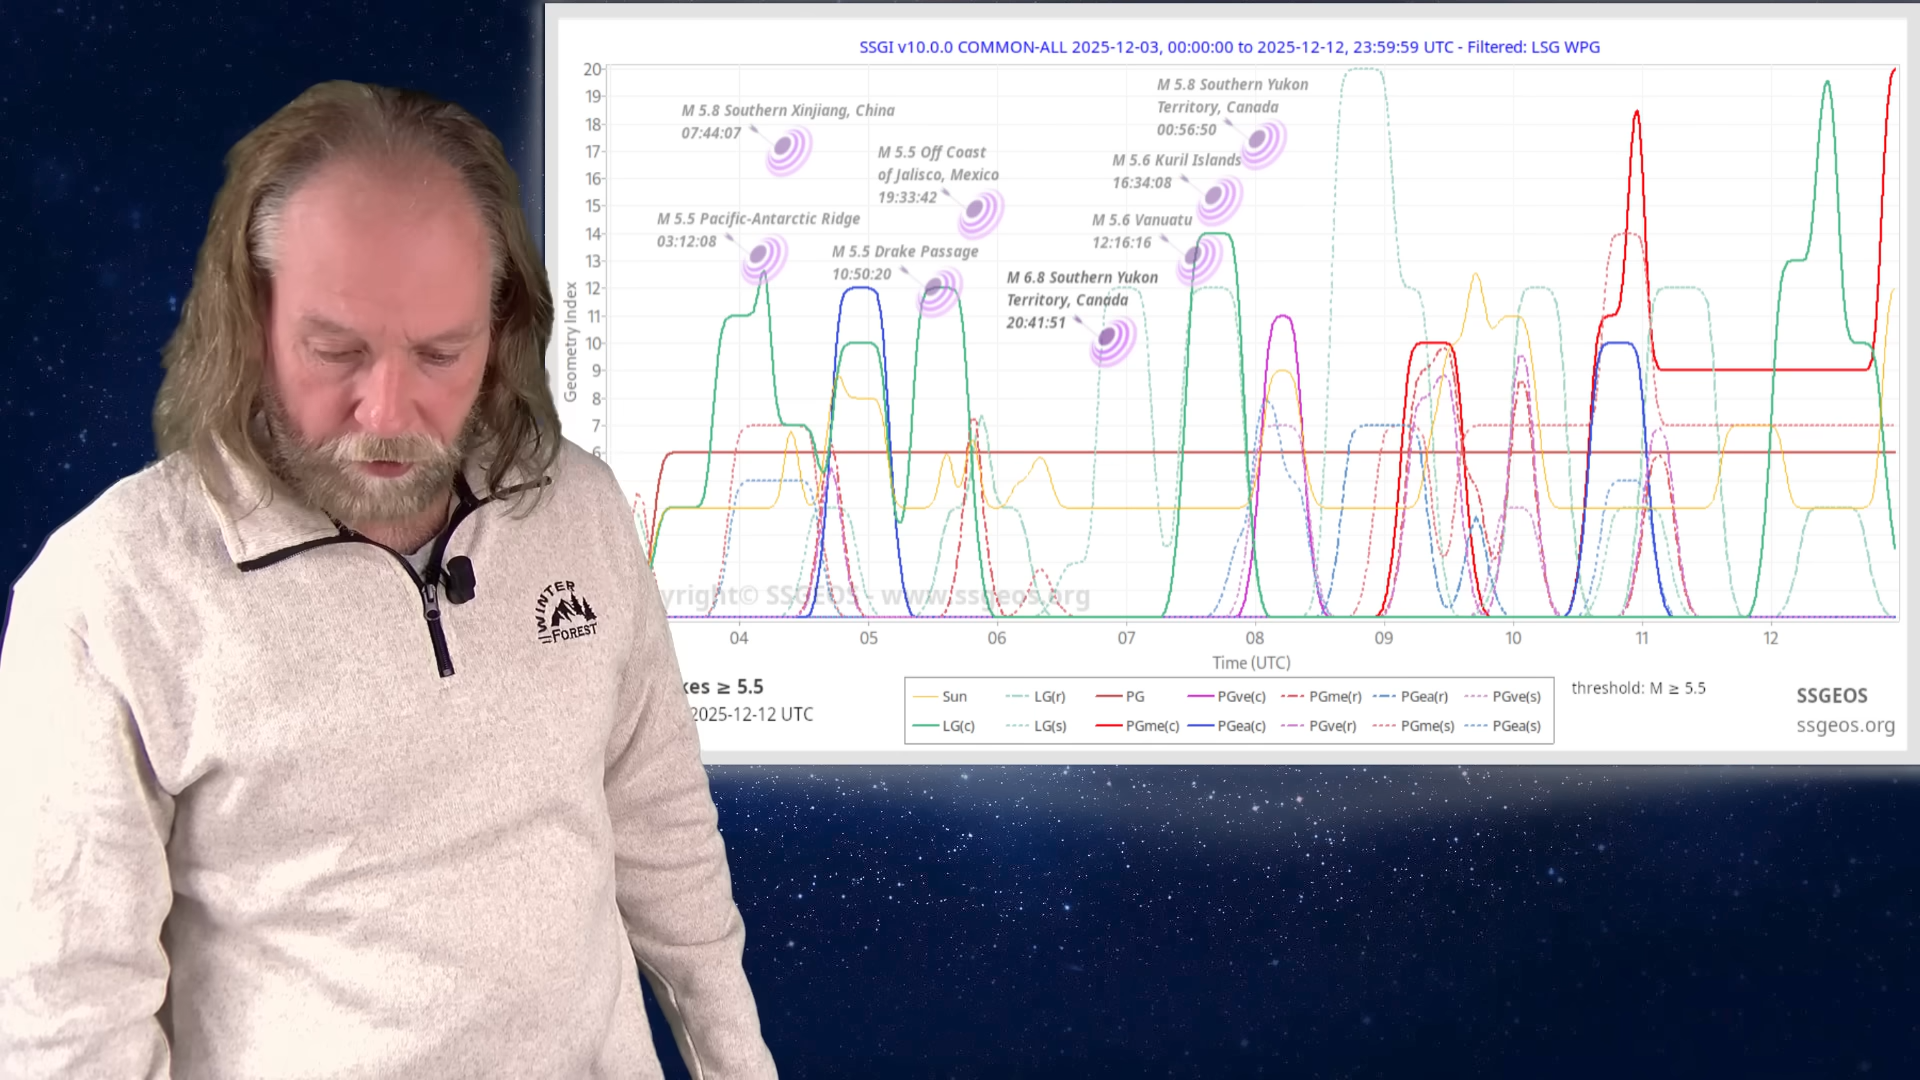 SSGI v10.0.0 COMMON-ALL 2025-12-03, 00:00:00 to 2025-12-12, 23:59:59 UTC - Filtered: LSG WPG
20
19
18
17
16
15
14
13
12
11
10
9
8
7
6
Geometry Index
M 5.8 Southern Xinjiang, China
07:44:07
M 5.5 Pacific-Antarctic Ridge
03:12:08
M 5.5 Off Coast
of Jalisco, Mexico
19:33:42
M 5.5 Drake Passage
10:50:20
M 6.8 Southern Yukon
Territory, Canada
20:41:51
M 5.8 Southern Yukon
Territory, Canada
00:56:50
M 5.6 Kuril Islands
16:34:08
M 5.6 Vanuatu
12:16:16
yright© SSGEOS - www.ssgeos.org
04 05 06 07 08 09 10 11 12
Time (UTC)
kes ≥ 5.5
2025-12-12 UTC
Sun LG(r) PG PGve(c) PGme(r) PGea(r) PGve(s)
LG(c) LG(s) PGme(c) PGea(c) PGve(r) PGme(s) PGea(s)
threshold: M ≥ 5.5
SSGEOS
ssgeos.org
WINTER
FOREST